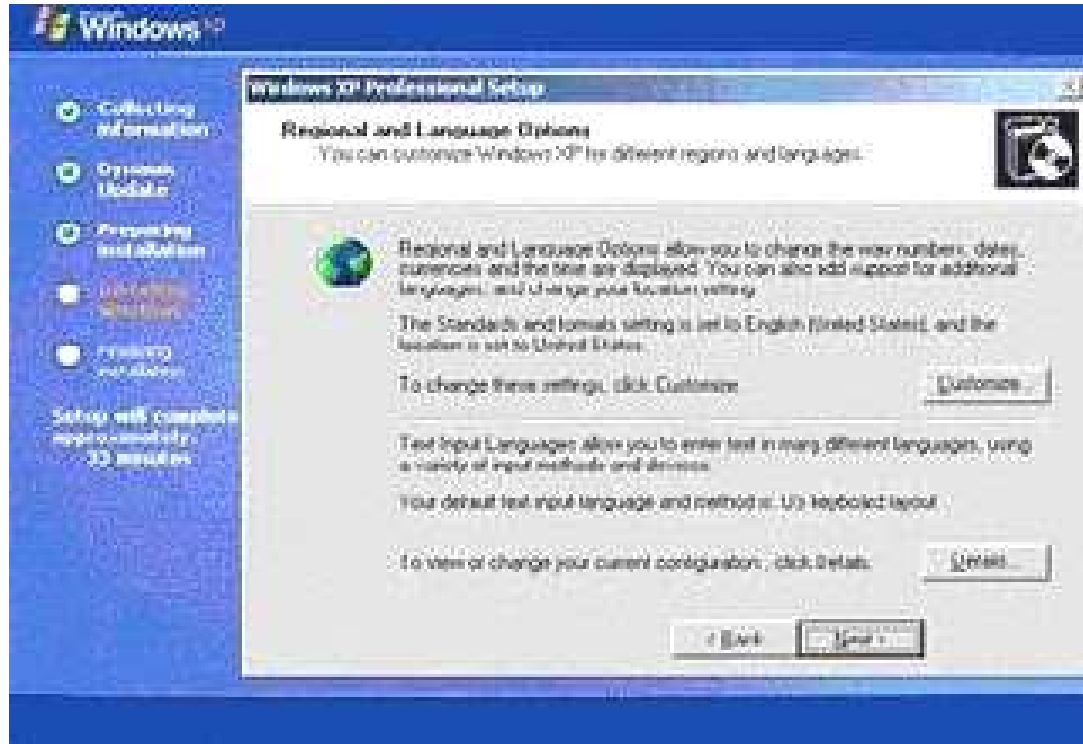 Windows XP
Collecting
information
Dynamic
Update
Preparing
installation
Installing
Windows
Finalizing
installation
Setup will complete
approximately:
33 minutes
Windows XP Professional Setup
Regional and Language Options
You can customize Windows XP for different regions and languages.
Regional and Language Options allow you to change the way numbers, dates,
currencies and the time are displayed. You can also add support for additional
languages, and change your location setting.
The Standards and formats setting is set to English (United States), and the
location is set to United States.
To change these settings, click Customize.
Customize...
Text Input Languages allow you to enter text in many different languages, using
a variety of input methods and devices.
Your default text input language and method is: US keyboard layout
To view or change your current configuration, click Details.
Details...
< Back
Next >